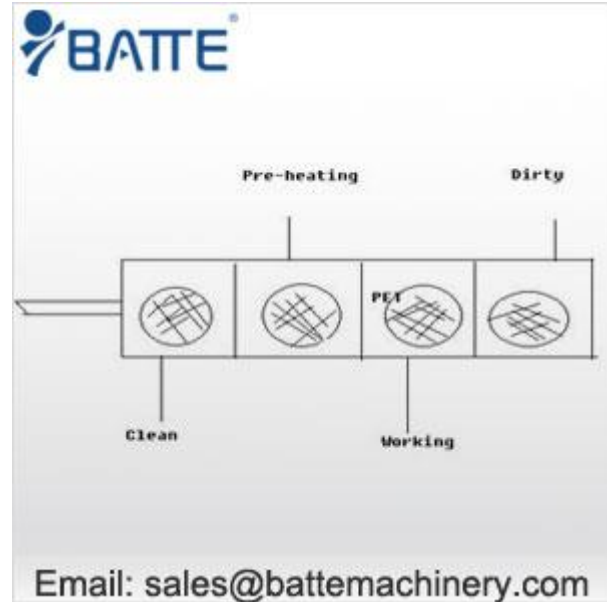 BATTE®
Pre-heating
Dirty
PET
Clean
Working
Email: sales@battemachinery.com